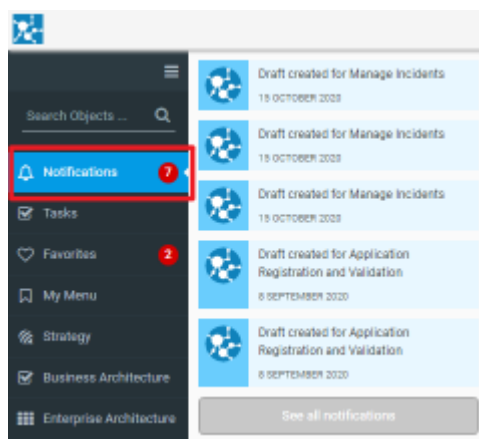 Search Objects ...
Notifications 7
Tasks
Favorites 2
My Menu
Strategy
Business Architecture
Enterprise Architecture
Draft created for Manage Incidents
15 OCTOBER 2020
Draft created for Manage Incidents
15 OCTOBER 2020
Draft created for Manage Incidents
15 OCTOBER 2020
Draft created for Application
Registration and Validation
8 SEPTEMBER 2020
Draft created for Application
Registration and Validation
8 SEPTEMBER 2020
See all notifications